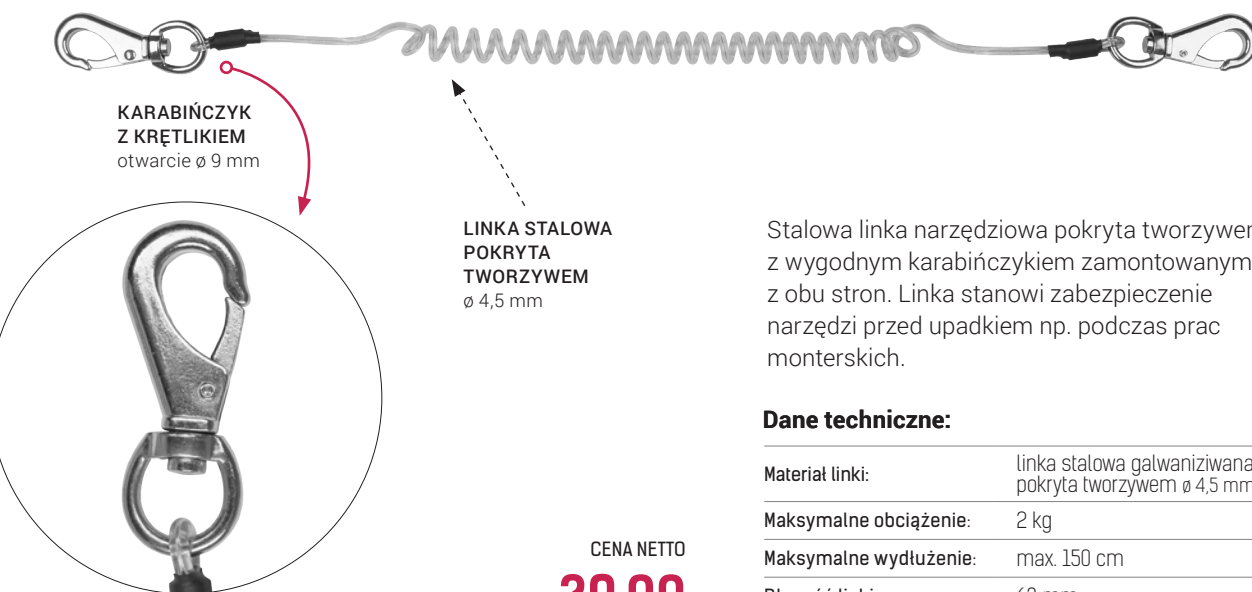 KARABIŃCZYK
Z KRĘTLIKIEM
otwarcie ø 9 mm
LINKA STALOWA
POKRYTA
TWORZYWEM
ø 4,5 mm
Stalowa linka narzędziowa pokryta
z wygodnym karabińczykiem zamontowanym
z obu stron. Linka stanowi zabezpieczenie
narzędzi przed upadkiem np. podczas prac
monterskich.
Dane techniczne:
Materiał linki:
linka stalowa galwaniziwana
pokryta tworzywem ø 4,5 mm
Maksymalne obciążenie: 2 kg
Maksymalne wydłużenie: max. 150 cm
CENA NETTO